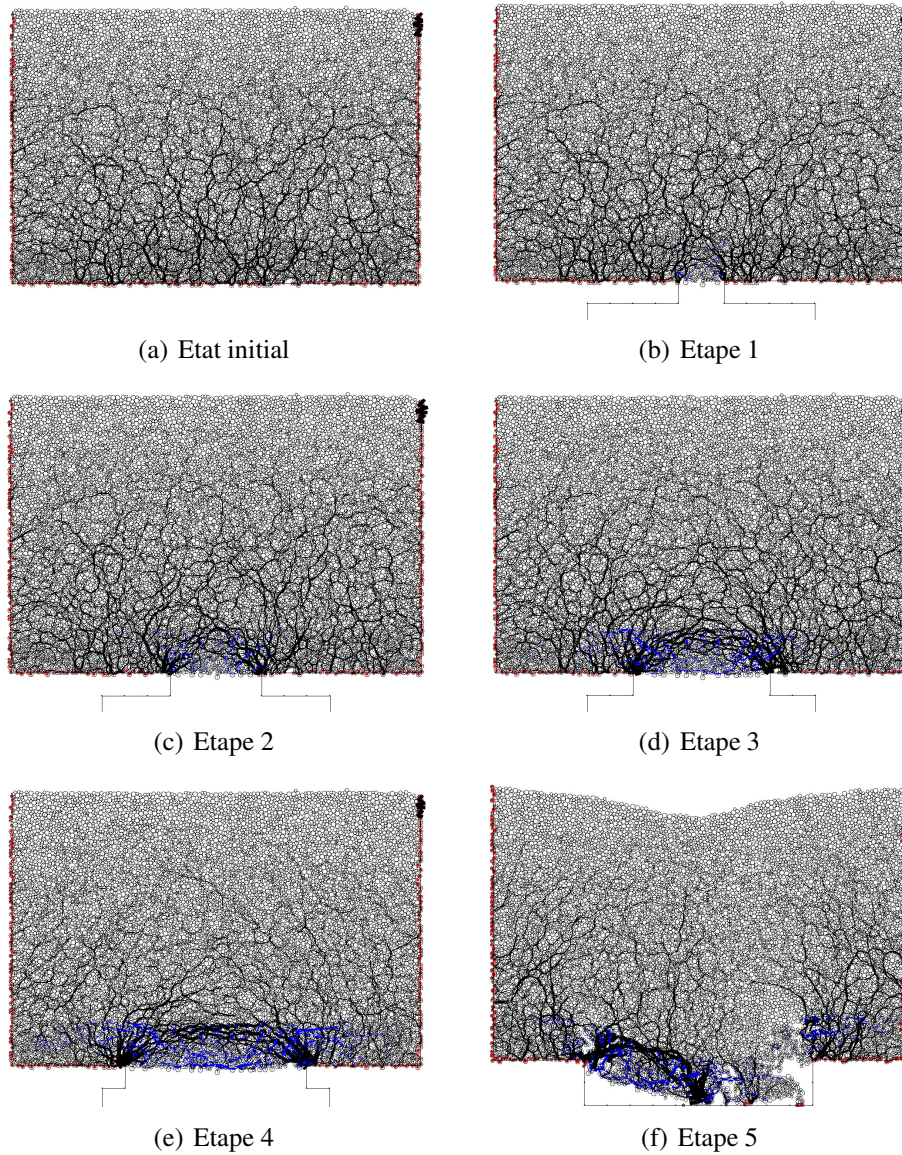 (a) Etat initial
(b) Etape 1
(c) Etape 2
(d) Etape 3
(e) Etape 4
(f) Etape 5